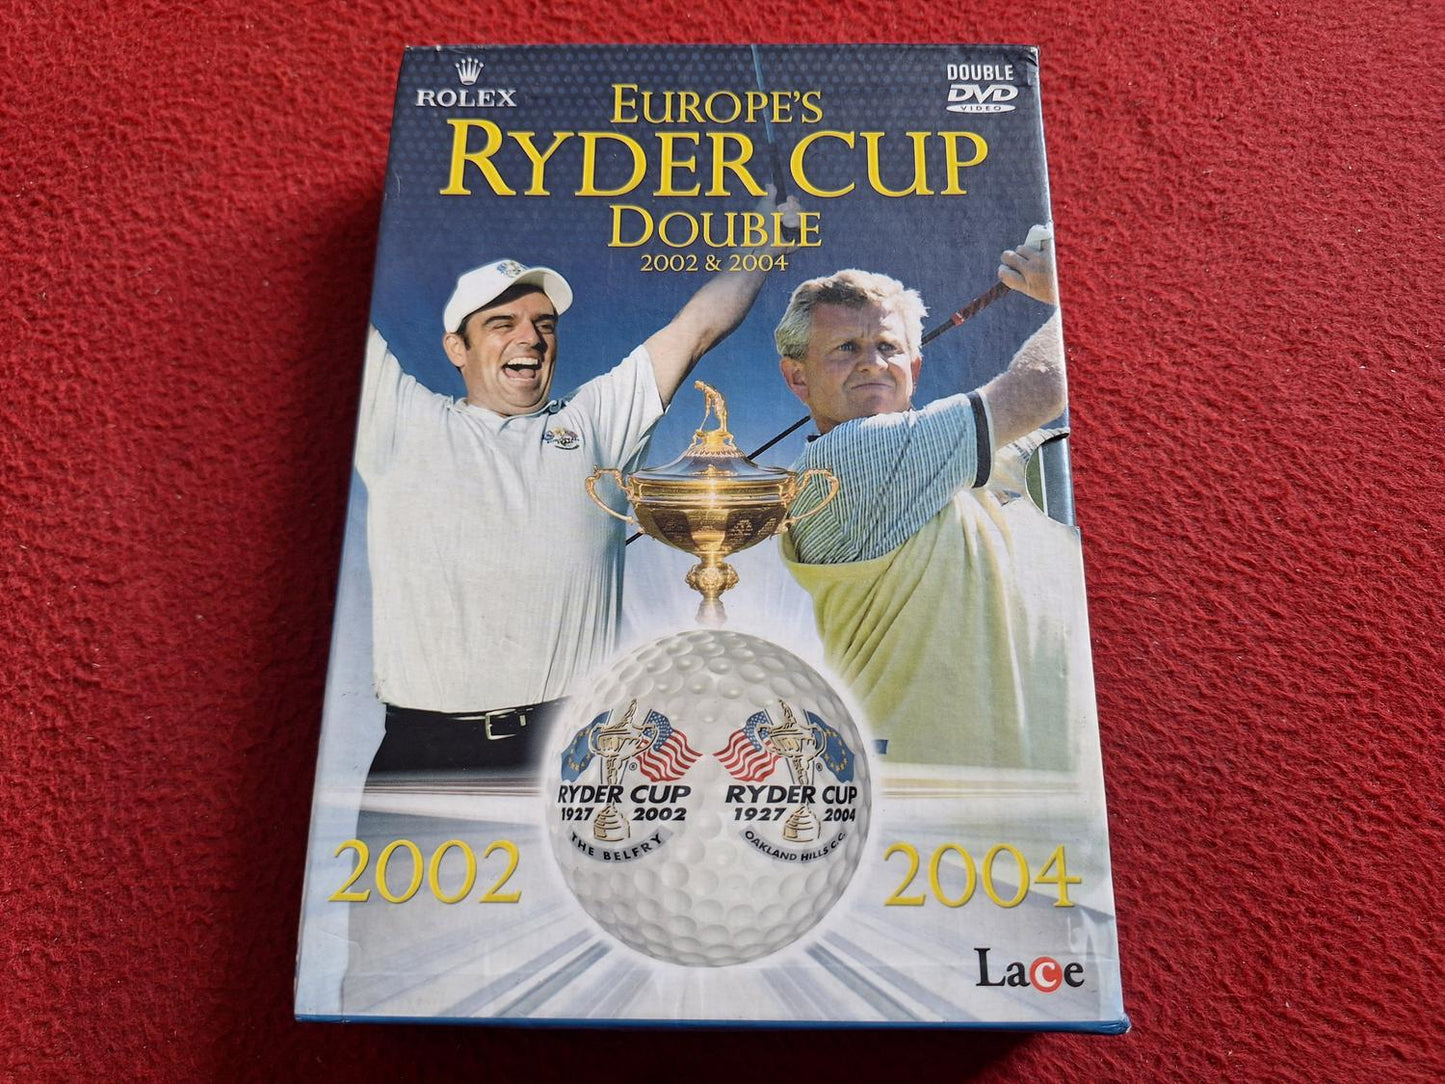 ROLEX
DOUBLE
DVD
VIDEO
EUROPE'S
RYDER CUP
DOUBLE
2002 & 2004
RYDER CUP
1927 2002
THE BELFRY
RYDER CUP
1927 2004
OAKLAND HILLS C.C.
2002
2004
Lace